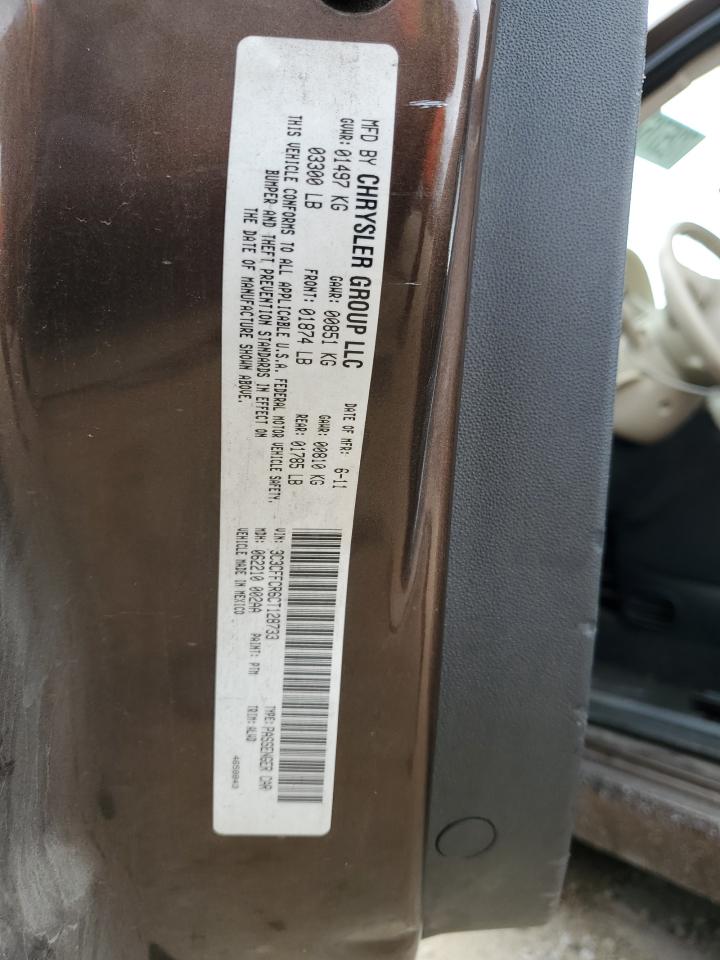 MFD BY CHRYSLER GROUP LLC
DATE OF MFR: 6-11
GVWR: 01497 KG
03300 LB
GAWR: 00851 KG
FRONT: 01874 LB
GAWR: 00810 KG
REAR: 01785 LB
THIS VEHICLE CONFORMS TO ALL APPLICABLE U.S.A. FEDERAL MOTOR VEHICLE SAFETY,
BUMPER AND THEFT PREVENTION STANDARDS IN EFFECT ON
THE DATE OF MANUFACTURE SHOWN ABOVE.
VIN: 3C3CFFCR6CT128733
TYPE: PASSENGER CAR
MDH: 062210 002AA
PAINT: PTM
TRIM:
VEHICLE MADE IN MEXICO